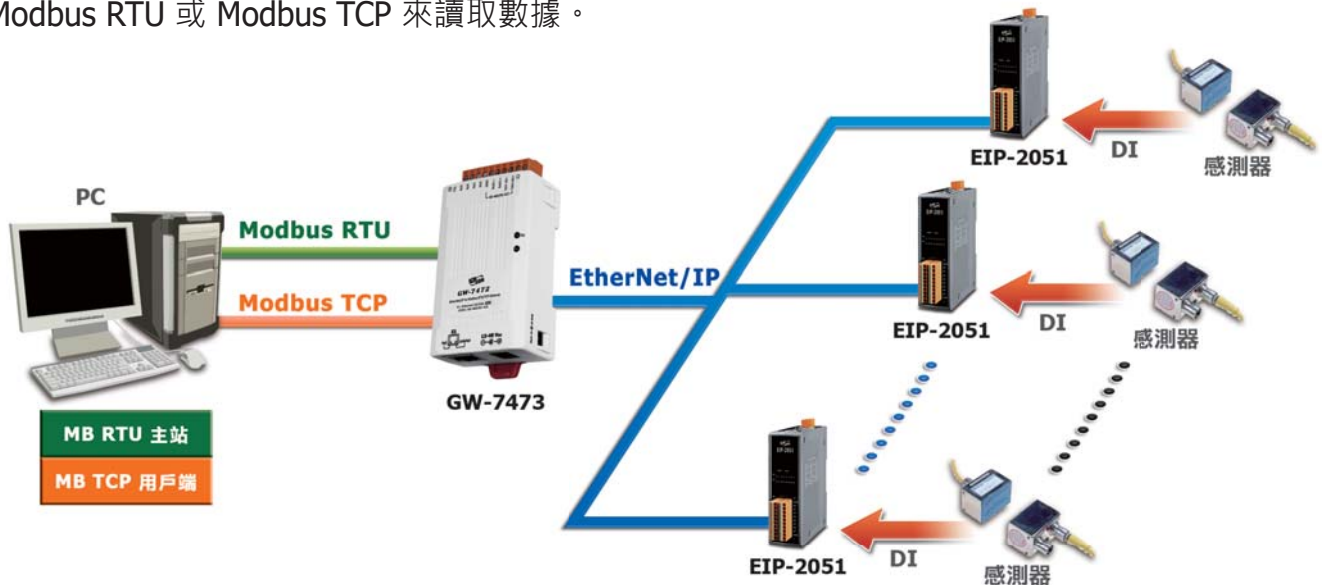 Modbus RTU 或 Modbus TCP 來讀取數據。
EIP-2051
DI
感測器
PC
Modbus RTU
Modbus TCP
EtherNet/IP
GW-7472
GW-7473
EIP-2051
DI
感測器
MB RTU 主站
MB TCP 用戶端
EIP-2051
DI
感測器